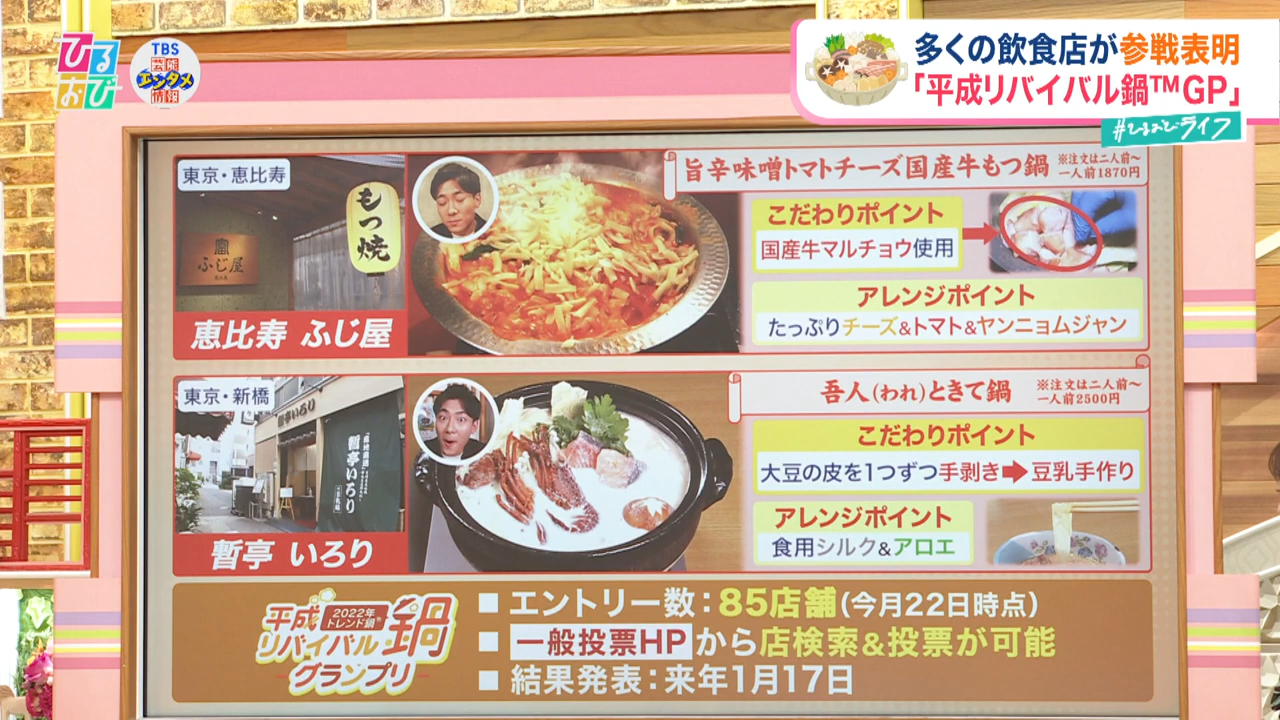 ひる
おび
TBS
芸能
エンタメ
情報
多くの飲食店が参戦表明
「平成リバイバル鍋™GP」
#ひるおびライフ
東京・恵比寿
もつ焼
ふじ屋
恵比寿 ふじ屋
旨辛味噌トマトチーズ国産牛もつ鍋
※注文は二人前～
一人前1870円
こだわりポイント
国産牛マルチョウ使用
アレンジポイント
たっぷりチーズ&トマト&ヤンニョムジャン
東京・新橋
暫亭いろり
暫亭いろり
暫亭 いろり
吾人(われ)ときて鍋
※注文は二人前～
一人前2500円
こだわりポイント
大豆の皮を1つずつ手剥き➡豆乳手作り
アレンジポイント
食用シルク&アロエ
平成
2022年
トレンド鍋®
リバイバル鍋
グランプリ
■ エントリー数：85店舗(今月22日時点)
■ 一般投票HPから店検索&投票が可能
■ 結果発表：来年1月17日